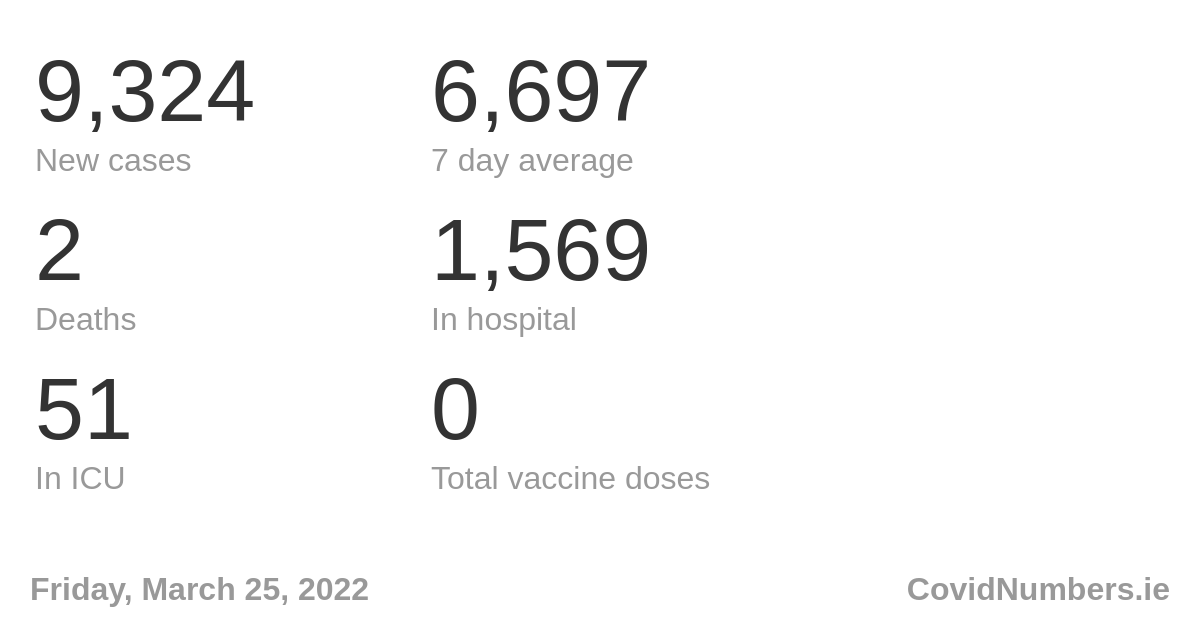 9,324 6,697
New cases 7 day average
2 1,569
Deaths In hospital
51 0
In ICU Total vaccine doses
Friday, March 25, 2022 CovidNumbers.ie